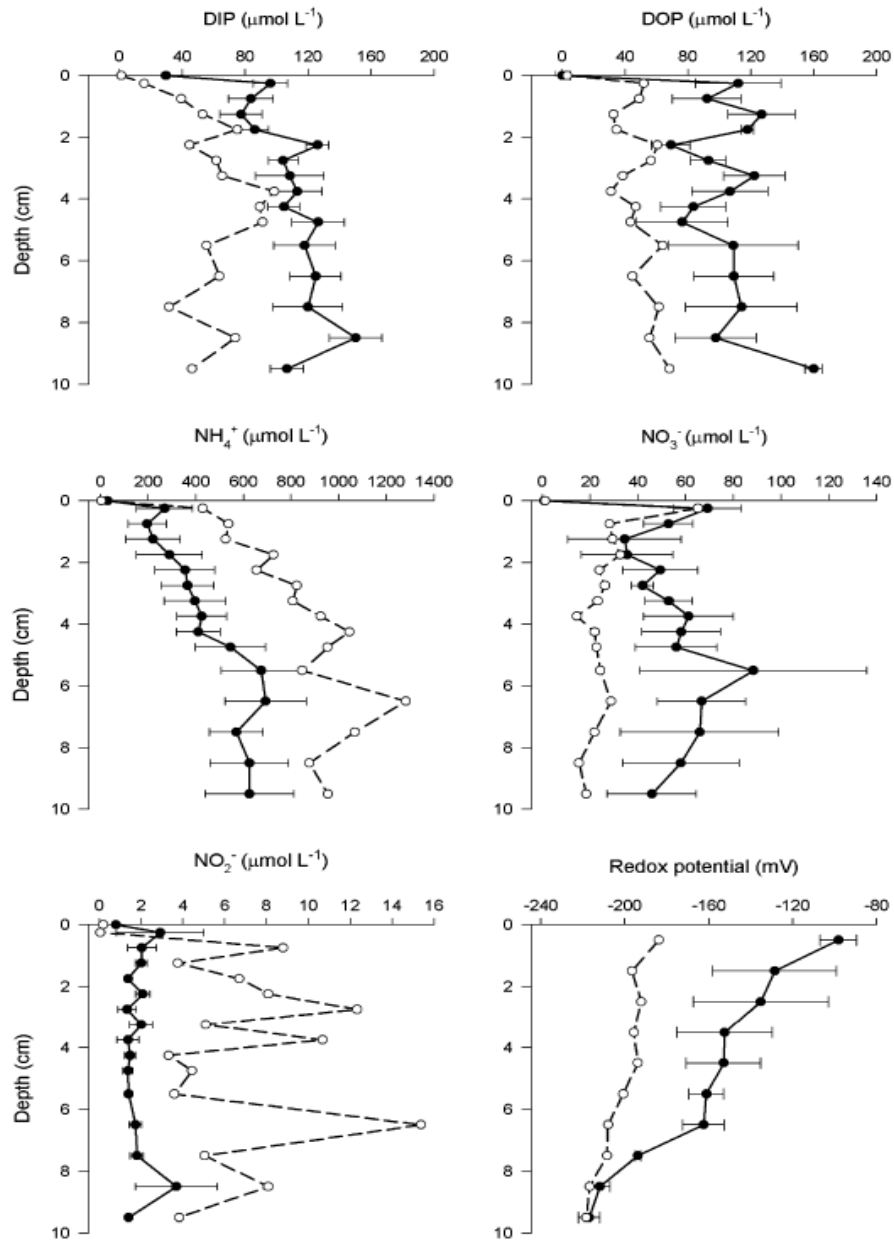 DIP (μmol L⁻¹)
0 40 80 120 160 200
Depth (cm)
0
2
4
6
8
10
DOP (μmol L⁻¹)
0 40 80 120 160 200
0
2
4
6
8
10
NH₄⁺ (μmol L⁻¹)
0 200 400 600 800 1000 1200 1400
Depth (cm)
0
2
4
6
8
10
NO₃⁻ (μmol L⁻¹)
0 20 40 60 80 100 120 140
0
2
4
6
8
10
NO₂⁻ (μmol L⁻¹)
0 2 4 6 8 10 12 14 16
Depth (cm)
0
2
4
6
8
10
Redox potential (mV)
-240 -200 -160 -120 -80
0
2
4
6
8
10